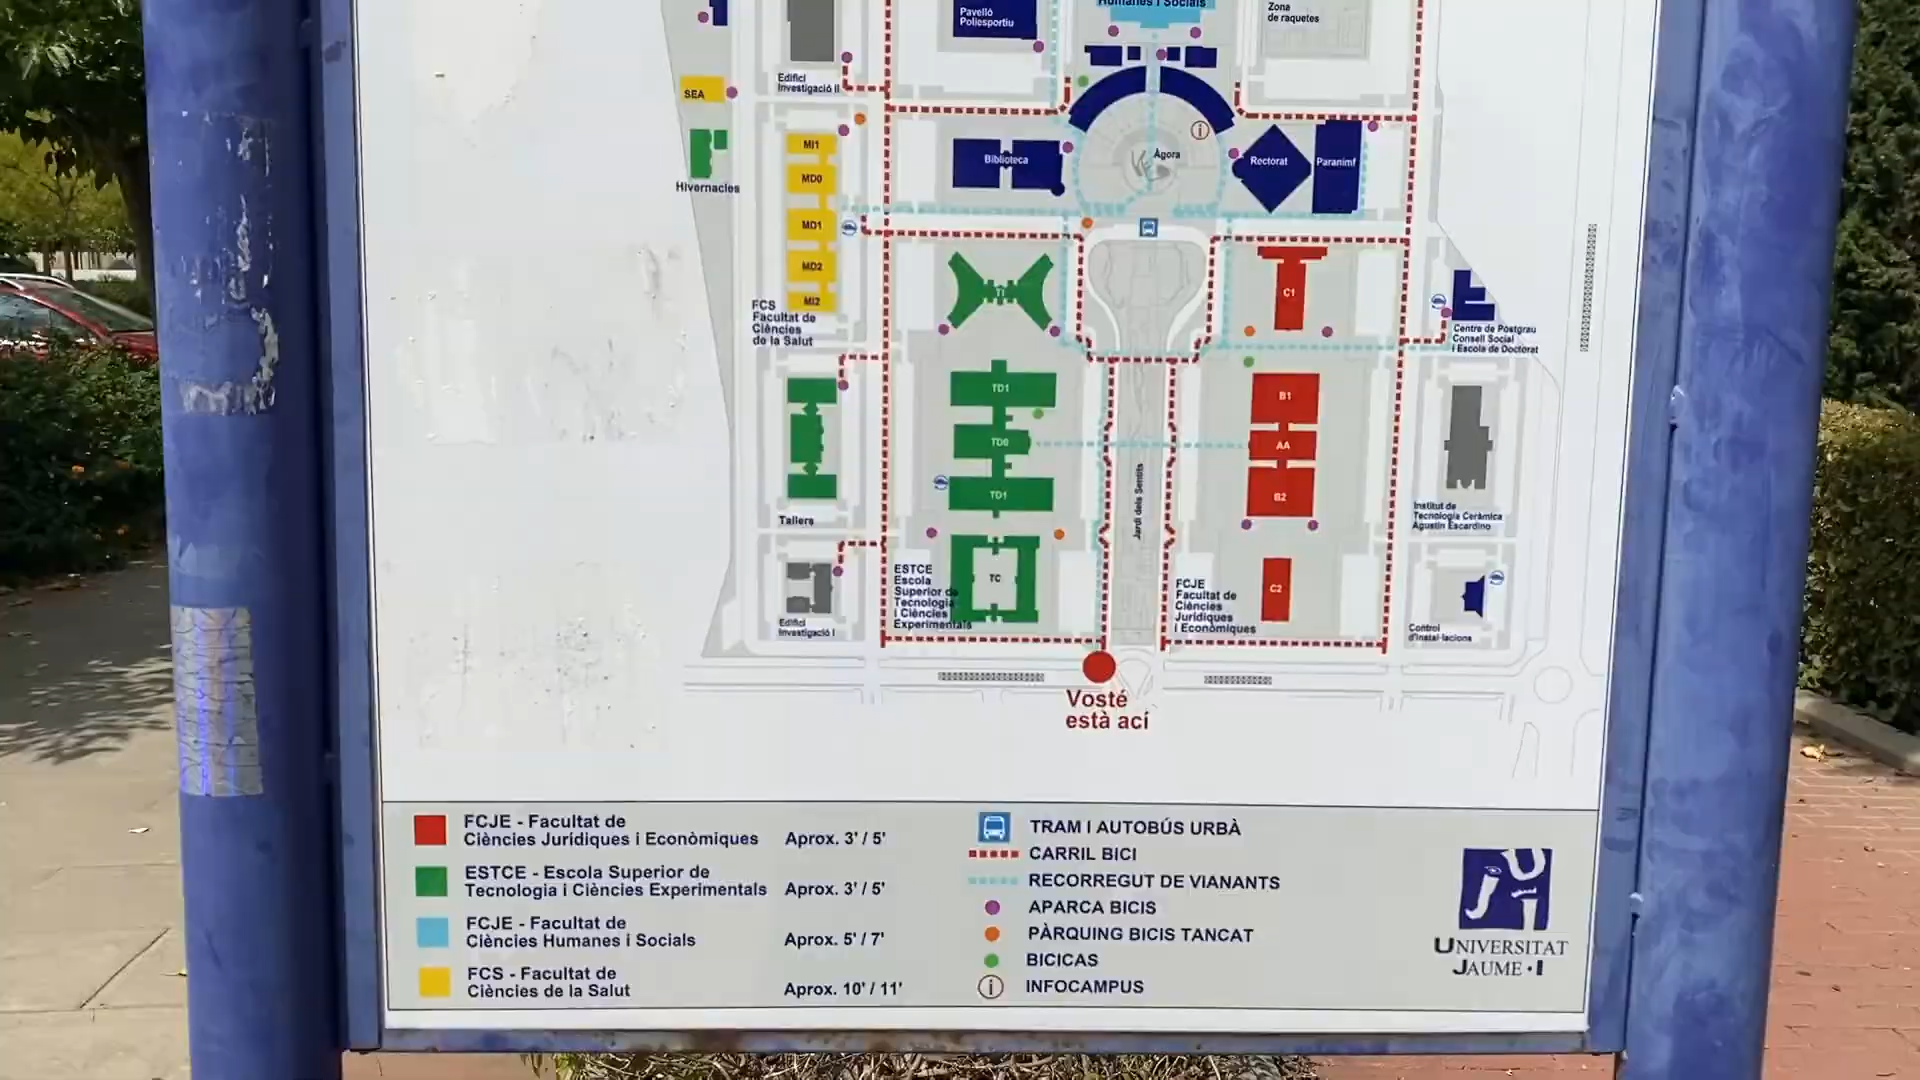 Humanes i Socials
Pavelló
Poliesportiu
Zona
de raquetes
Edifici
Investigació II
SEA
MI1
Hivernacles
MD0
Biblioteca
Àgora
Rectorat
Paranimf
MD1
MD2
MI2
FCS
Facultat de
Ciències
de la Salut
TI
C1
Centre de Postgrau
Consell Social
i Escola de Doctorat
TD1
B1
TD0
AA
TD1
B2
Jardí dels Sentits
Tallers
Institut de
Tecnologia Ceràmica
Agustín Escardino
ESTCE
Escola
Superior de
Tecnologia
i Ciències
Experimentals
TC
FCJE
Facultat de
Ciències
Jurídiques
i Econòmiques
C2
Edifici
Investigació I
Control
d'instal·lacions
Vosté
està ací
FCJE - Facultat de
Ciències Jurídiques i Econòmiques Aprox. 3' / 5'
ESTCE - Escola Superior de
Tecnologia i Ciències Experimentals Aprox. 3' / 5'
FCJE - Facultat de
Ciències Humanes i Socials Aprox. 5' / 7'
FCS - Facultat de
Ciències de la Salut Aprox. 10' / 11'
TRAM I AUTOBÚS URBÀ
CARRIL BICI
RECORREGUT DE VIANANTS
APARCA BICIS
PÀRQUING BICIS TANCAT
BICICAS
i INFOCAMPUS
UJI
UNIVERSITAT
JAUME·I